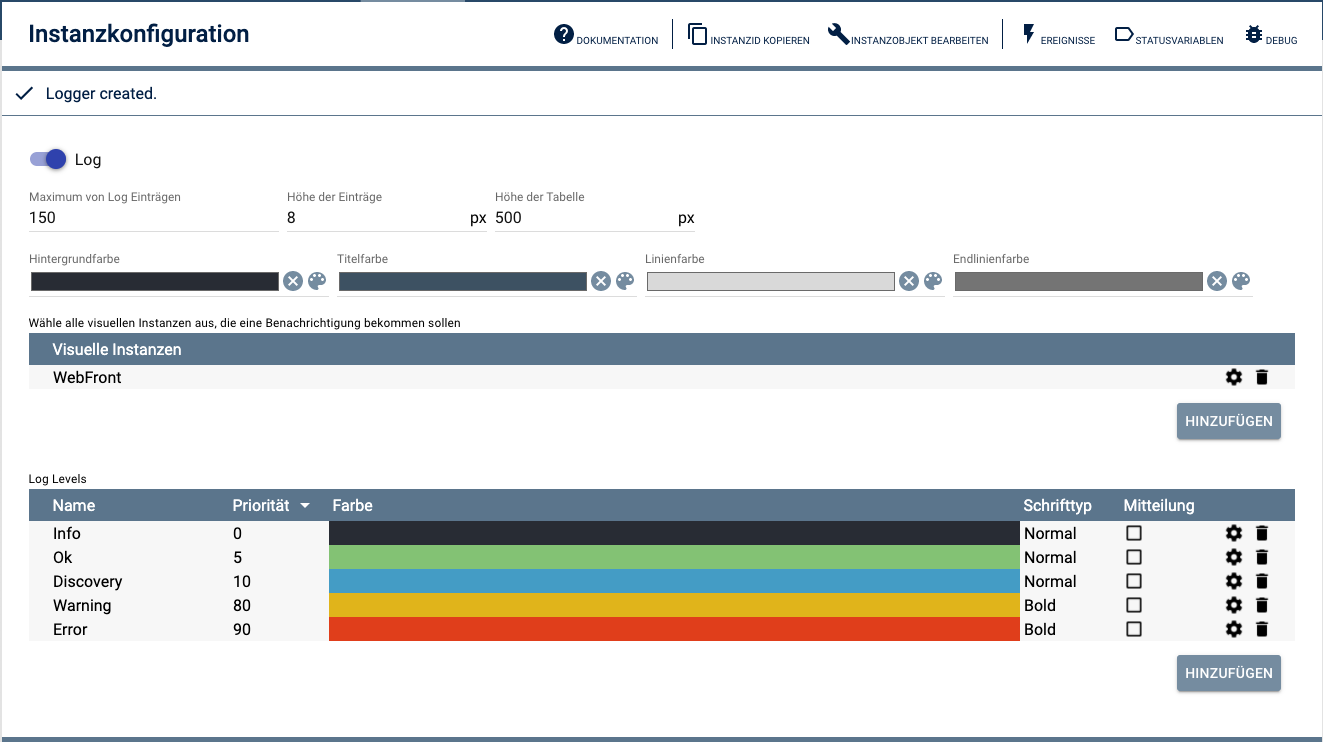 Instanzkonfiguration
DOKUMENTATION INSTANZID KOPIEREN INSTANZOBJEKT BEARBEITEN EREIGNISSE STATUSVARIABLEN DEBUG
Logger created.
Log
Maximum von Log Einträgen Höhe der Einträge Höhe der Tabelle
150 8 px 500 px
Hintergrundfarbe Titelfarbe Linienfarbe Endlinienfarbe
Wähle alle visuellen Instanzen aus, die eine Benachrichtigung bekommen sollen
Visuelle Instanzen
WebFront
HINZUFÜGEN
Log Levels
Name Priorität Farbe Schrifttyp Mitteilung
Info 0 Normal
Ok 5 Normal
Discovery 10 Normal
Warning 80 Bold
Error 90 Bold
HINZUFÜGEN